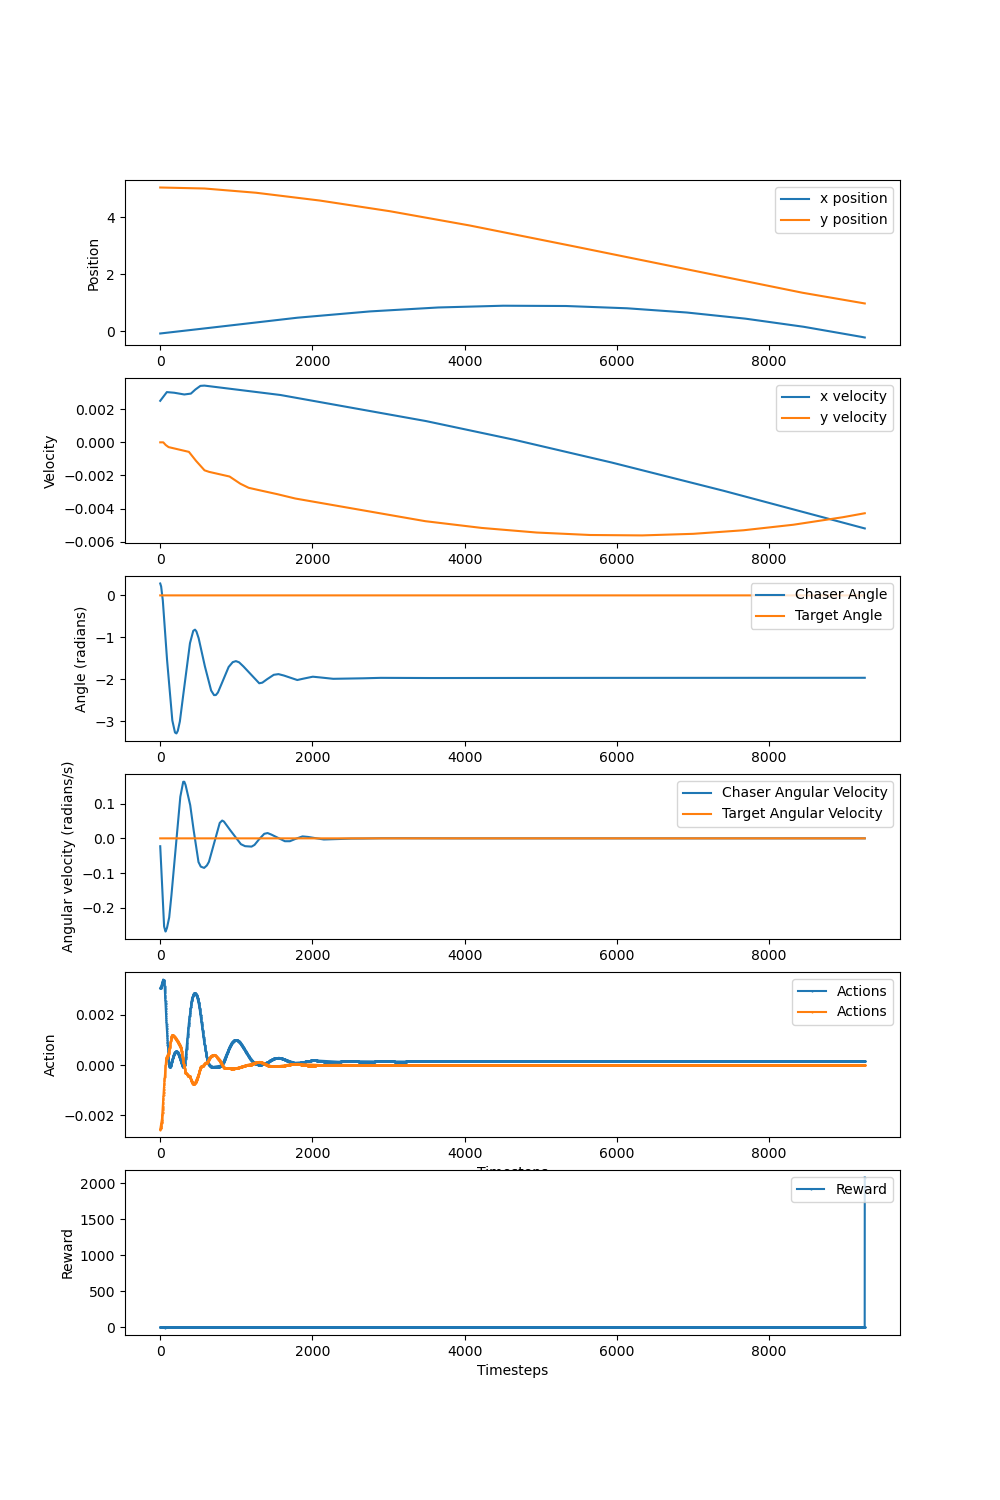 Position
4
2
0
x position
y position
0 2000 4000 6000 8000
Velocity
0.002
0.000
−0.002
−0.004
−0.006
x velocity
y velocity
0 2000 4000 6000 8000
Angle (radians)
0
−1
−2
−3
Chaser Angle
Target Angle
0 2000 4000 6000 8000
Angular velocity (radians/s)
0.1
0.0
−0.1
−0.2
Chaser Angular Velocity
Target Angular Velocity
0 2000 4000 6000 8000
Action
0.002
0.000
−0.002
Actions
Actions
0 2000 4000 6000 8000
Timesteps
Reward
2000
1500
1000
500
0
Reward
0 2000 4000 6000 8000
Timesteps